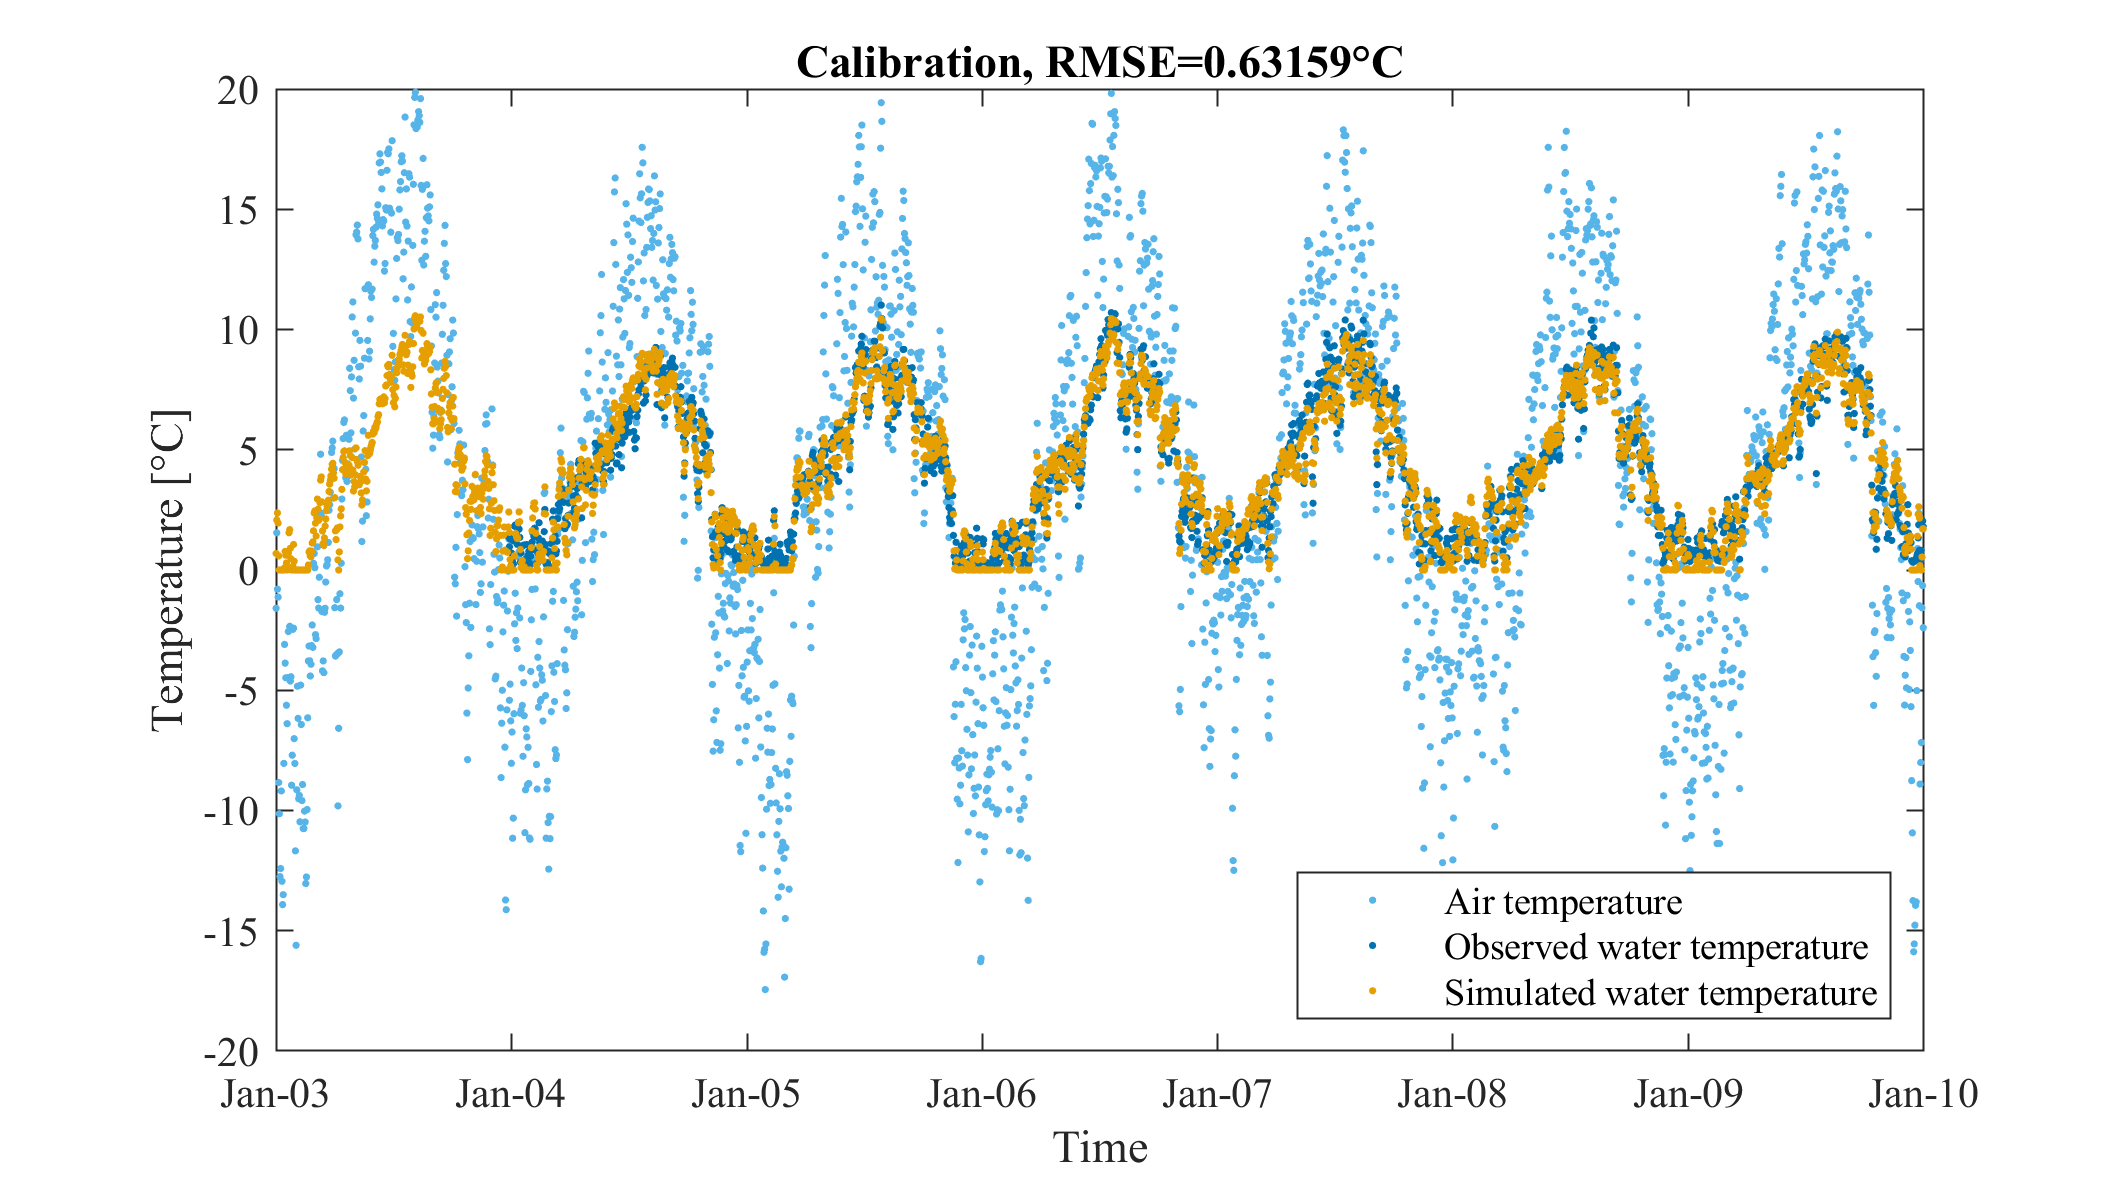 Calibration, RMSE=0.63159°C
20
15
10
5
0
-5
-10
-15
-20
Temperature [°C]
Air temperature
Observed water temperature
Simulated water temperature
Jan-03 Jan-04 Jan-05 Jan-06 Jan-07 Jan-08 Jan-09 Jan-10
Time